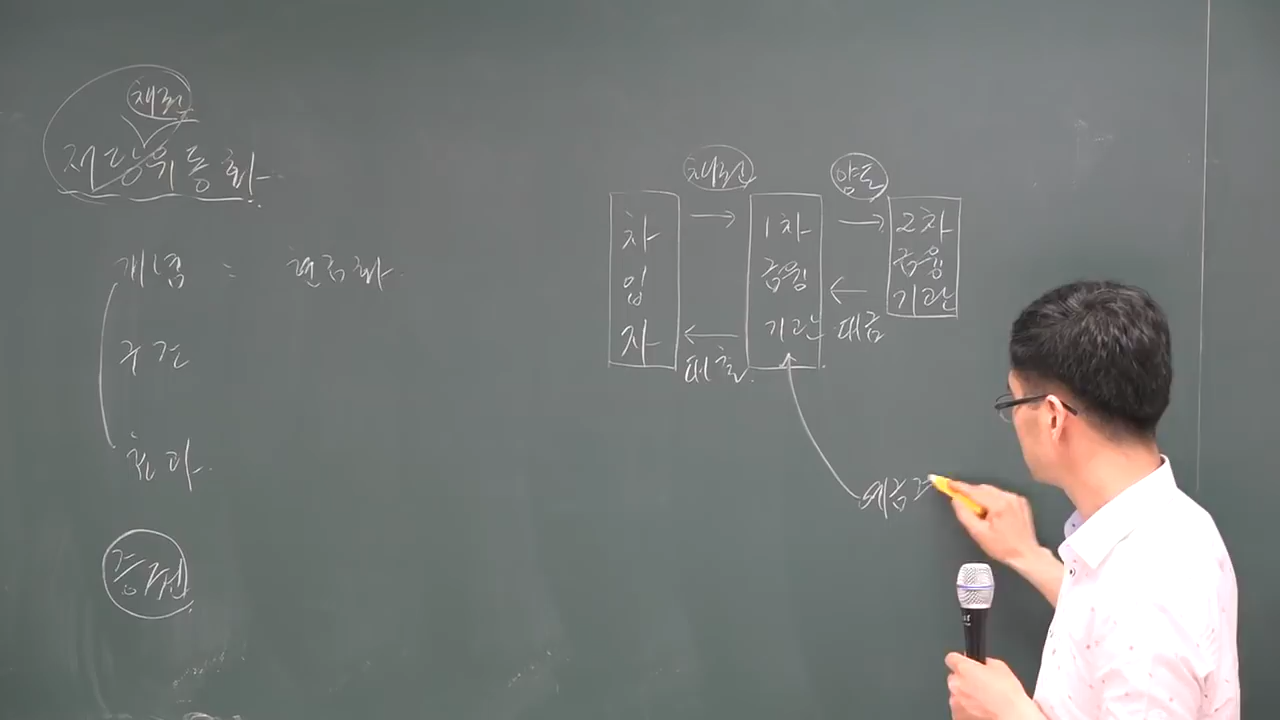 채권
저당유동화
개념 : 현금화
구조
효과
증권
채권
양도
차
입
자
1차
금융
기관
2차
금융
기관
대출
대금
예금